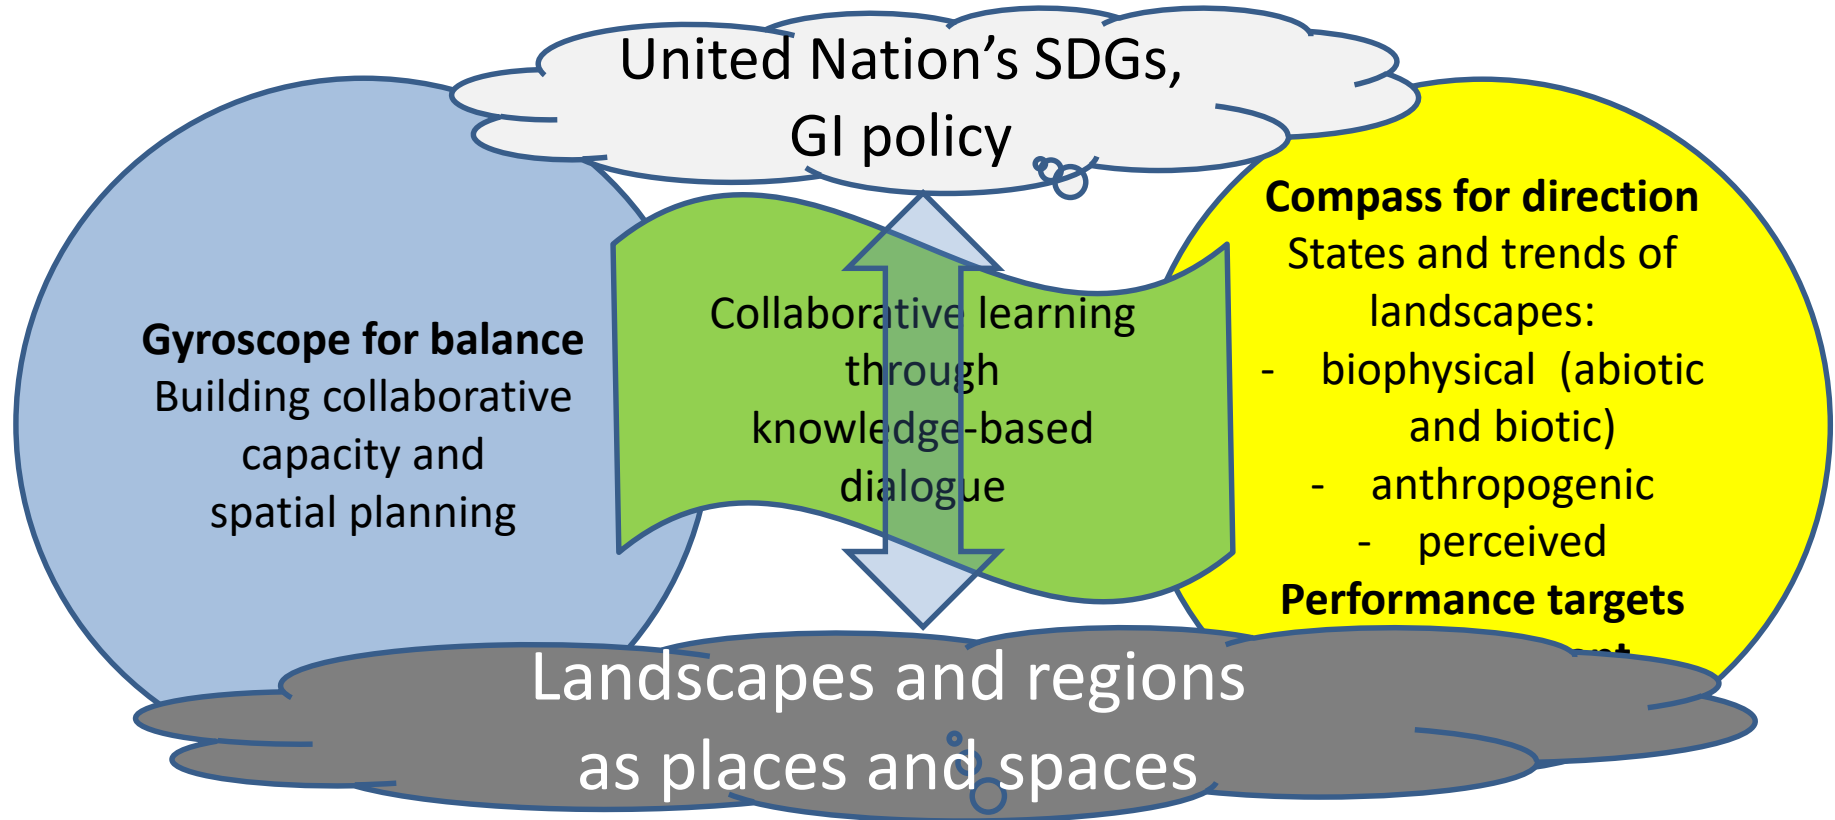 United Nation's SDGs,
GI policy
Gyroscope for balance
Building collaborative
capacity and
spatial planning
Collaborative learning
through
knowledge-based
dialogue
Compass for direction
States and trends of
landscapes:
- biophysical (abiotic
and biotic)
- anthropogenic
- perceived
Performance targets
Landscapes and regions
as places and spaces